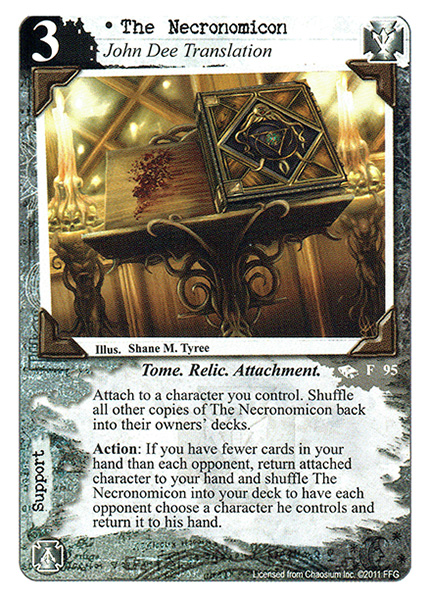 3
• The Necronomicon
John Dee Translation
Illus. Shane M. Tyree
Tome. Relic. Attachment.
F 95
Attach to a character you control. Shuffle
all other copies of The Necronomicon back
into their owners' decks.
Action: If you have fewer cards in your
hand than each opponent, return attached
character to your hand and shuffle The
Necronomicon into your deck to have each
opponent choose a character he controls and
return it to his hand.
Support
Licensed from Chaosium Inc. ©2011 FFG